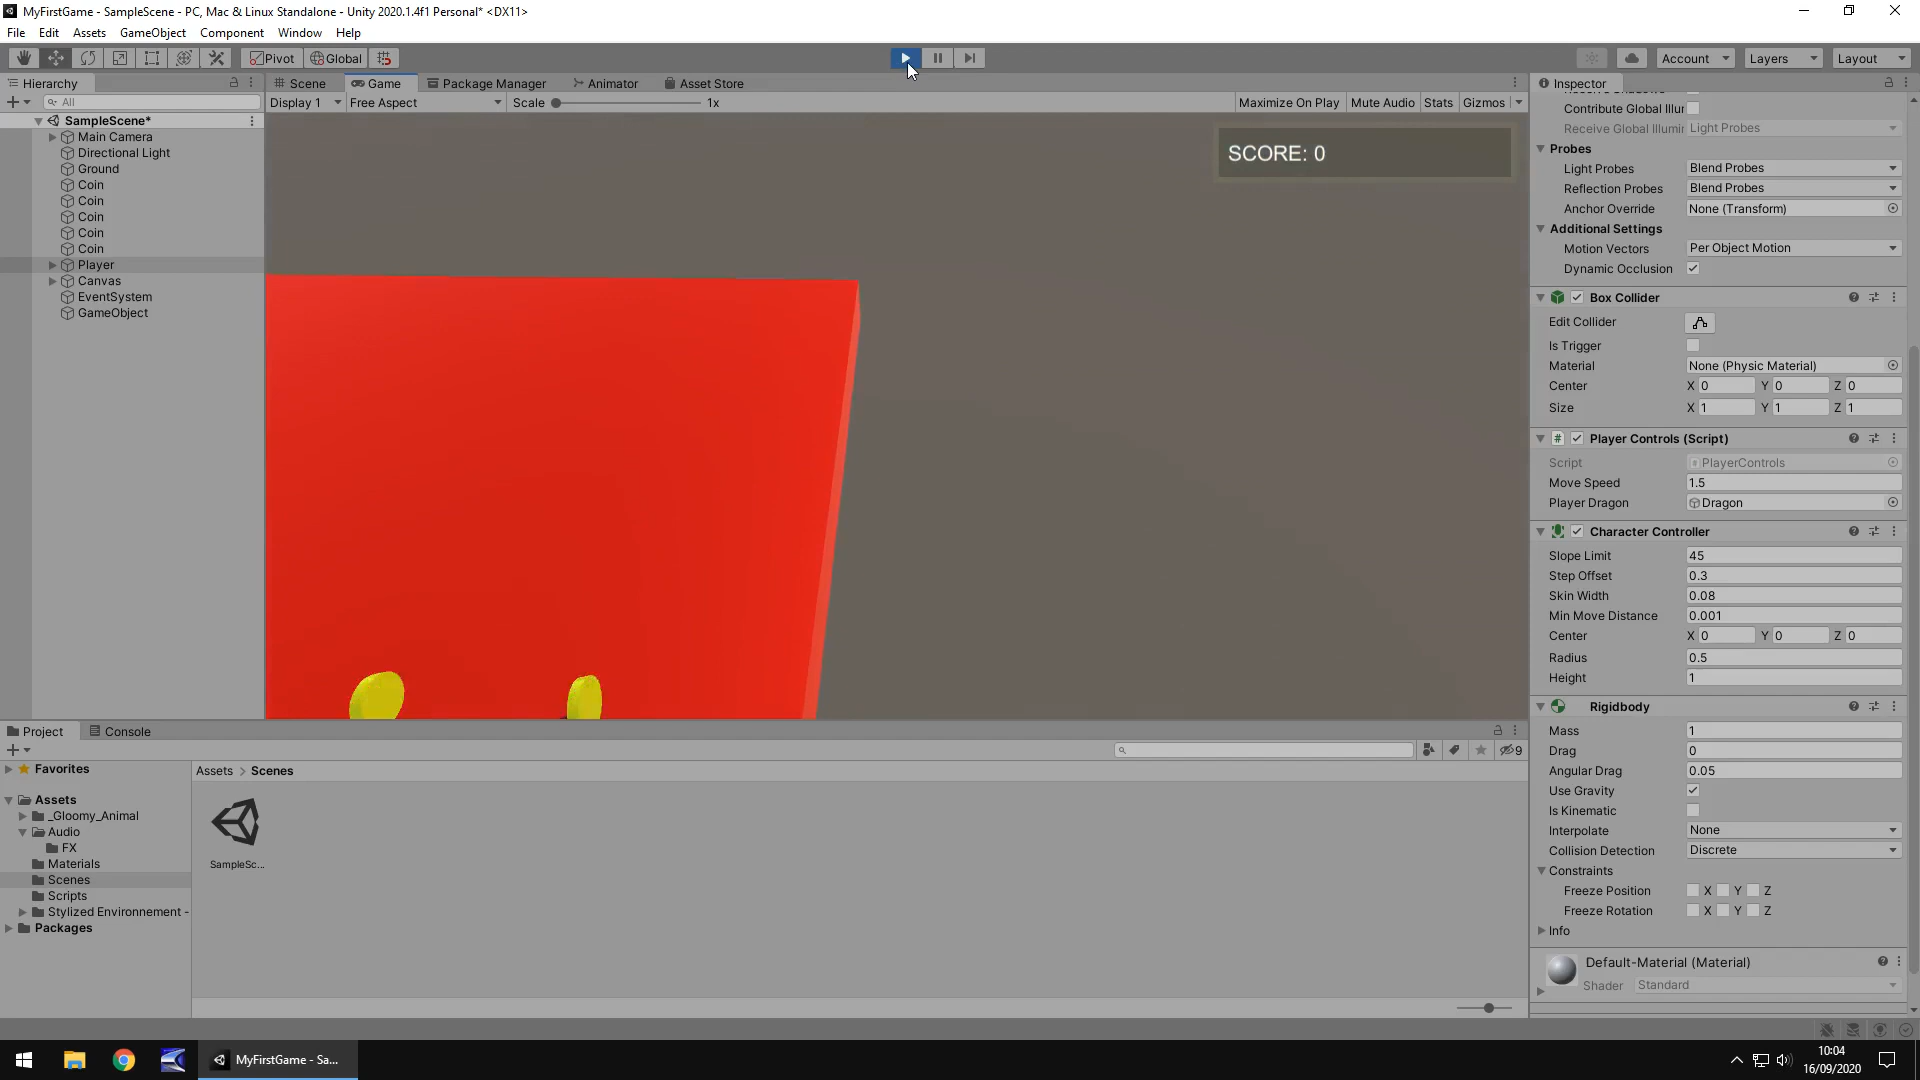 MyFirstGame - SampleScene - PC, Mac & Linux Standalone - Unity 2020.1.4f1 Personal* <DX11>
File Edit Assets GameObject Component Window Help
Pivot Global Account Layers Layout
Hierarchy Scene Game Package Manager Animator Asset Store Inspector
All Display 1 Free Aspect Scale 1x Maximize On Play Mute Audio Stats Gizmos
SampleScene*
Main Camera
Directional Light
Ground
Coin
Coin
Coin
Coin
Coin
Player
Canvas
EventSystem
GameObject
SCORE: 0
Contribute Global Illur
Receive Global Illumir Light Probes
Probes
Light Probes Blend Probes
Reflection Probes Blend Probes
Anchor Override None (Transform)
Additional Settings
Motion Vectors Per Object Motion
Dynamic Occlusion
Box Collider
Edit Collider
Is Trigger
Material None (Physic Material)
Center X 0 Y 0 Z 0
Size X 1 Y 1 Z 1
# Player Controls (Script)
Script PlayerControls
Move Speed 1.5
Player Dragon Dragon
Character Controller
Slope Limit 45
Step Offset 0.3
Skin Width 0.08
Min Move Distance 0.001
Center X 0 Y 0 Z 0
Radius 0.5
Height 1
Rigidbody
Mass 1
Drag 0
Angular Drag 0.05
Use Gravity
Is Kinematic
Interpolate None
Collision Detection Discrete
Constraints
Freeze Position X Y Z
Freeze Rotation X Y Z
Info
Default-Material (Material)
Shader Standard
Project Console
9
Favorites
Assets
_Gloomy_Animal
Audio
FX
Materials
Scenes
Scripts
Stylized Environnement -
Packages
Assets > Scenes
SampleSc...
MyFirstGame - Sa...
10:04
16/09/2020